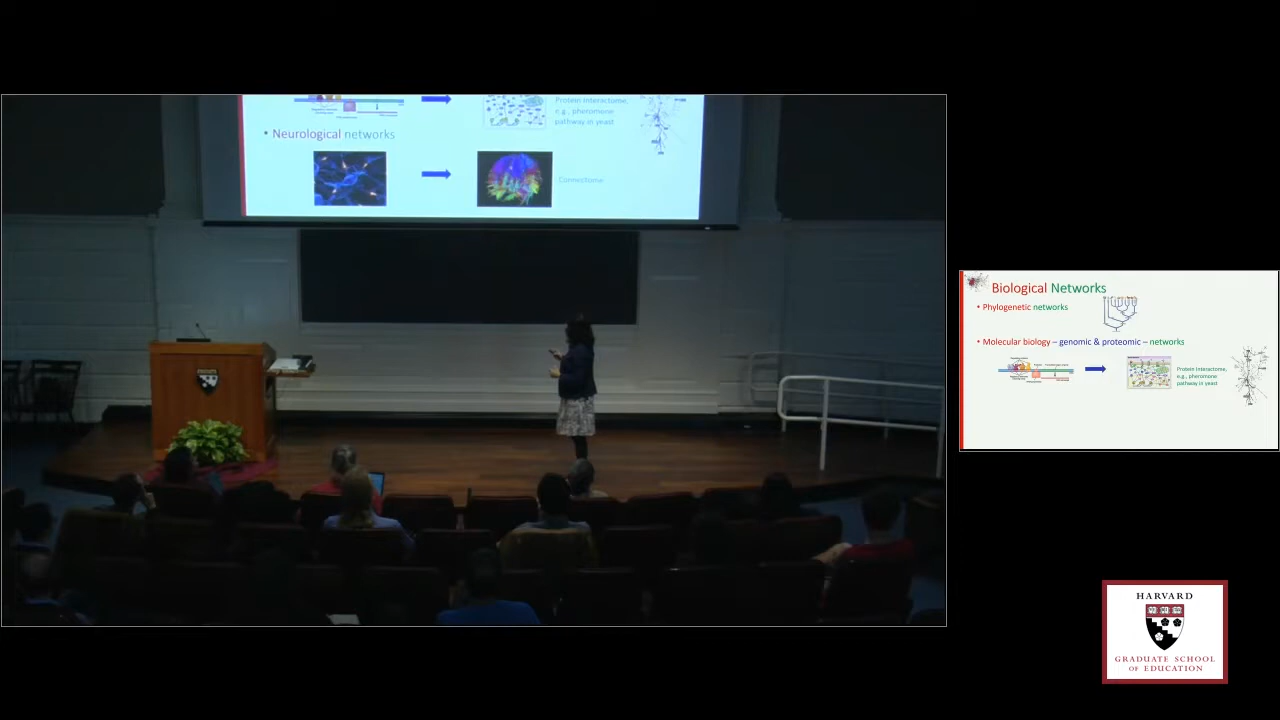 Protein Interactome,
e.g., pheromone
pathway in yeast
• Neurological networks
Connectome
Biological Networks
• Phylogenetic networks
• Molecular biology – genomic & proteomic – networks
Protein Interactome,
e.g., pheromone
pathway in yeast
HARVARD
GRADUATE SCHOOL
OF EDUCATION